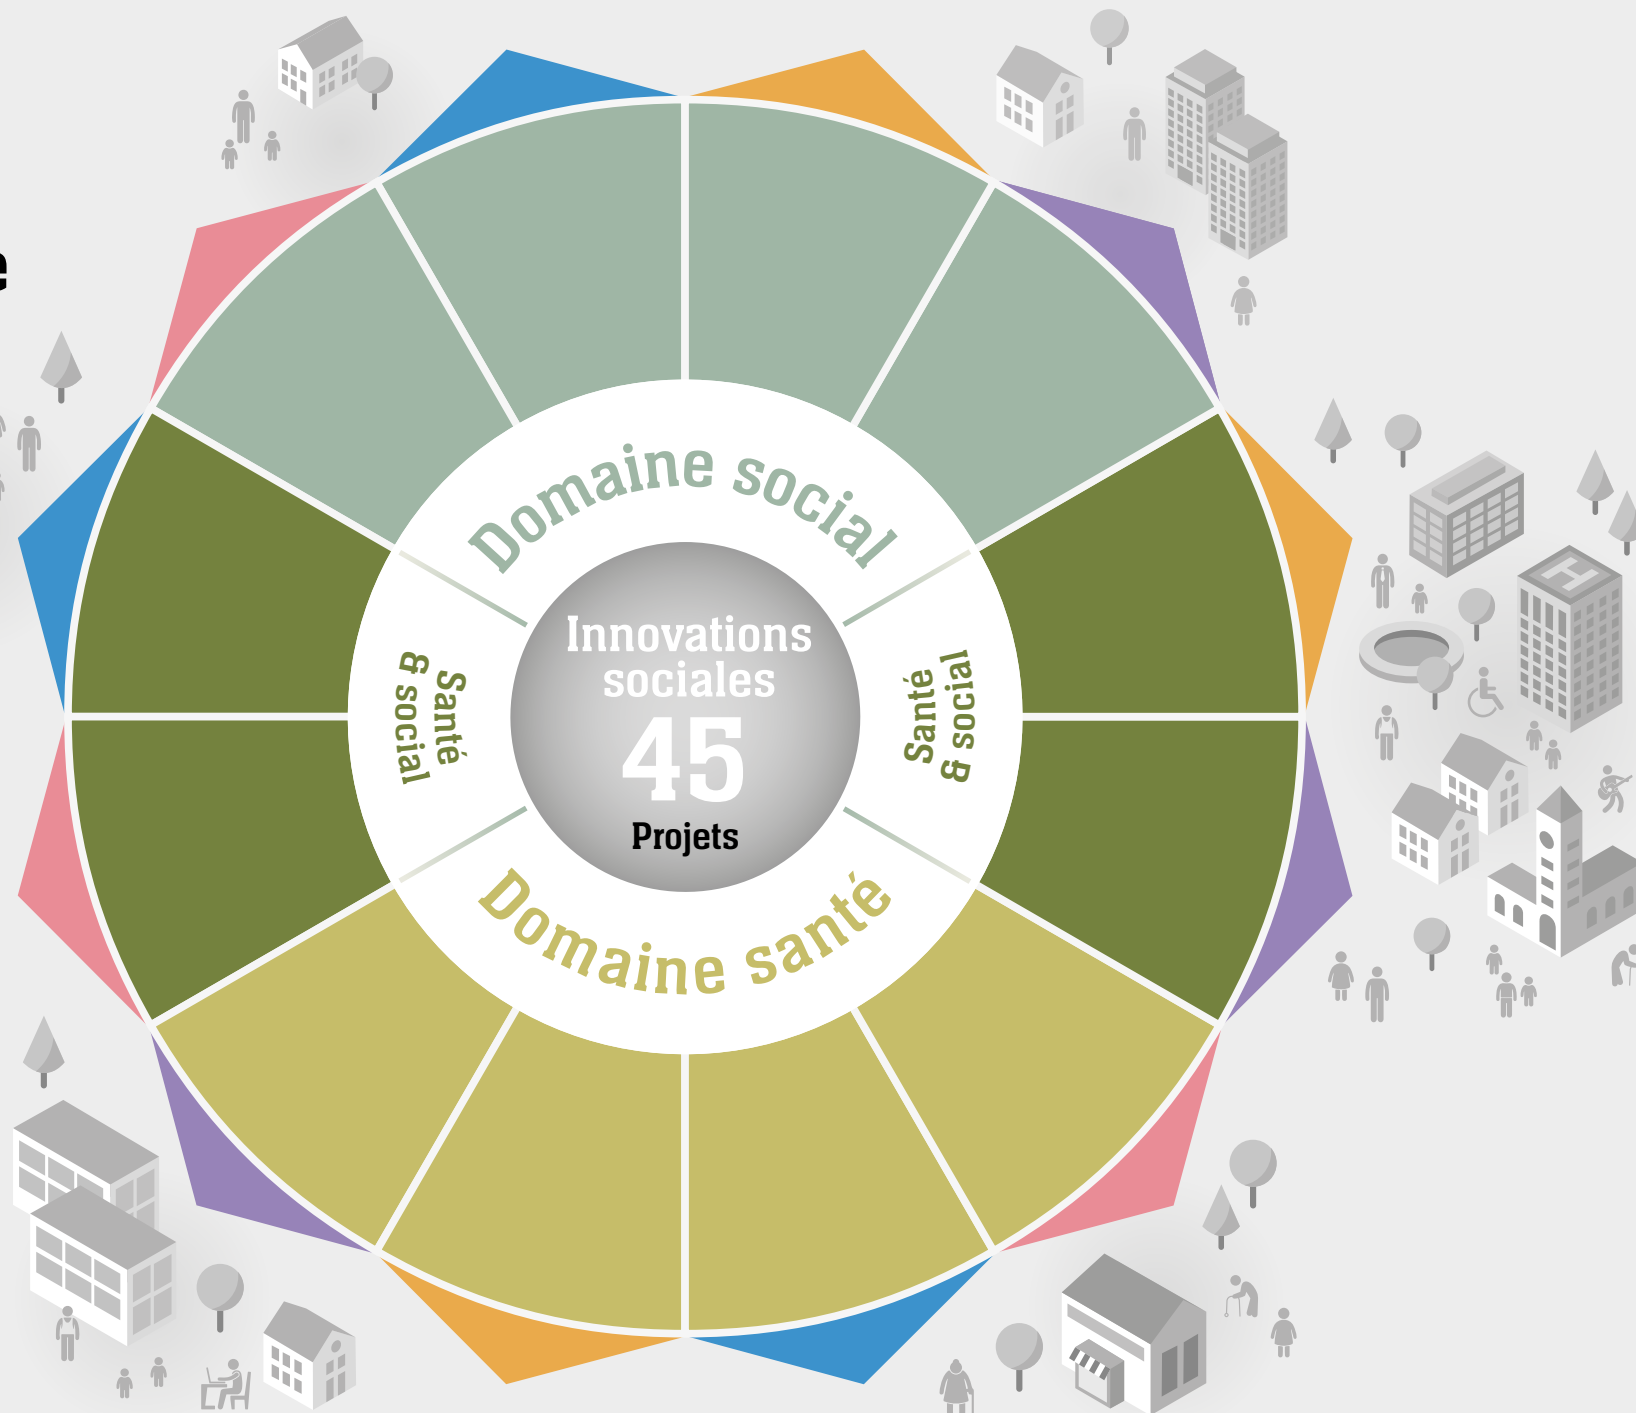 e
Domaine social
Innovations
sociales
45
Projets
Santé
& social
Santé
& social
Domaine santé
H